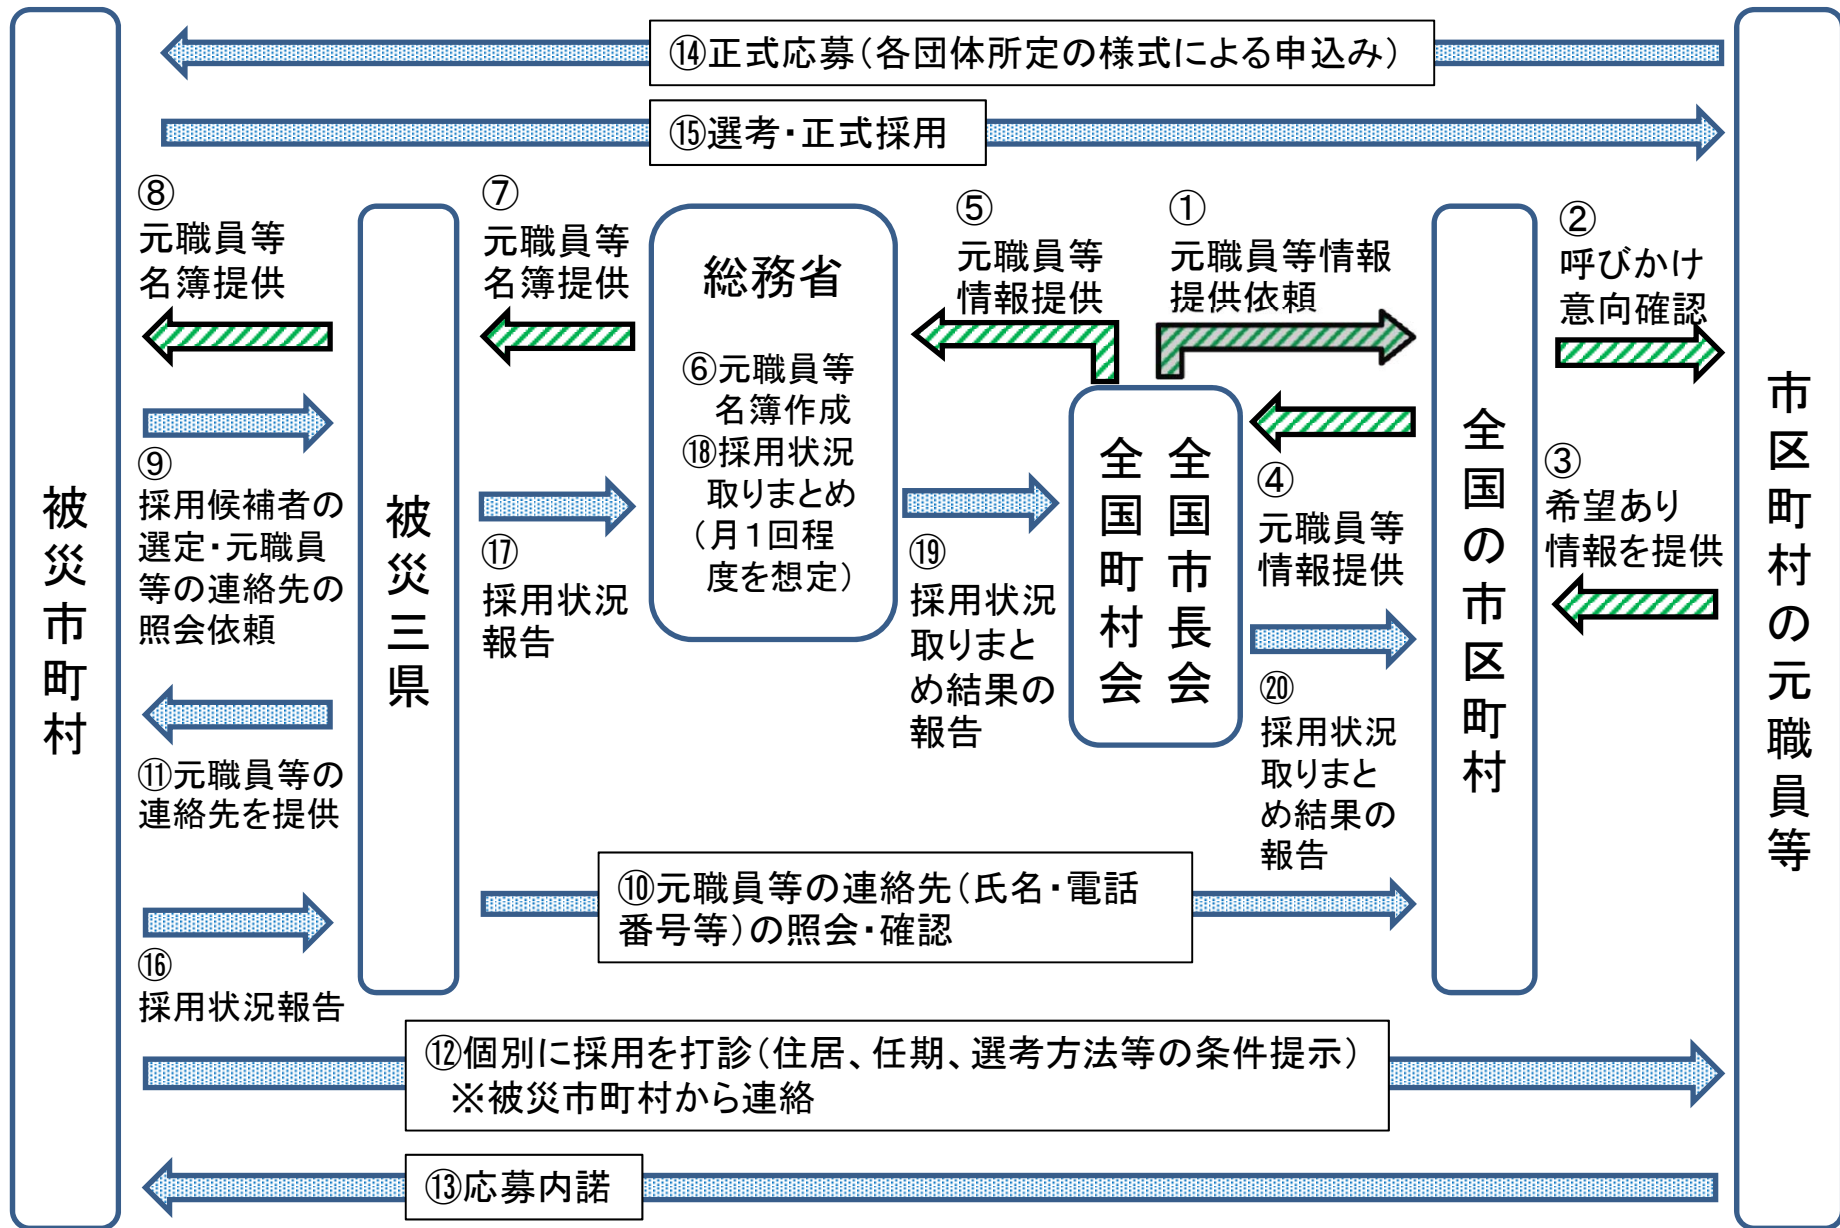 ⑭正式応募（各団体所定の様式による申込み）
⑮選考・正式採用
⑧
元職員等
名簿提供
⑦
元職員等
名簿提供
総務省
⑥元職員等
名簿作成
⑱採用状況
取りまとめ
（月１回程
度を想定）
⑤
元職員等
情報提供
①
元職員等情報
提供依頼
②
呼びかけ
意向確認
被災市町村
⑨
採用候補者の
選定・元職員
等の連絡先の
照会依頼
被災三県
⑰
採用状況
報告
⑲
採用状況
取りまと
め結果の
報告
全国市長会
全国町村会
④
元職員等
情報提供
全国の市区町村
③
希望あり
情報を提供
市区町村の元職員等
⑪元職員等の
連絡先を提供
⑳
採用状況
取りまと
め結果の
報告
⑩元職員等の連絡先（氏名・電話
番号等）の照会・確認
⑯
採用状況報告
⑫個別に採用を打診（住居、任期、選考方法等の条件提示）
※被災市町村から連絡
⑬応募内諾